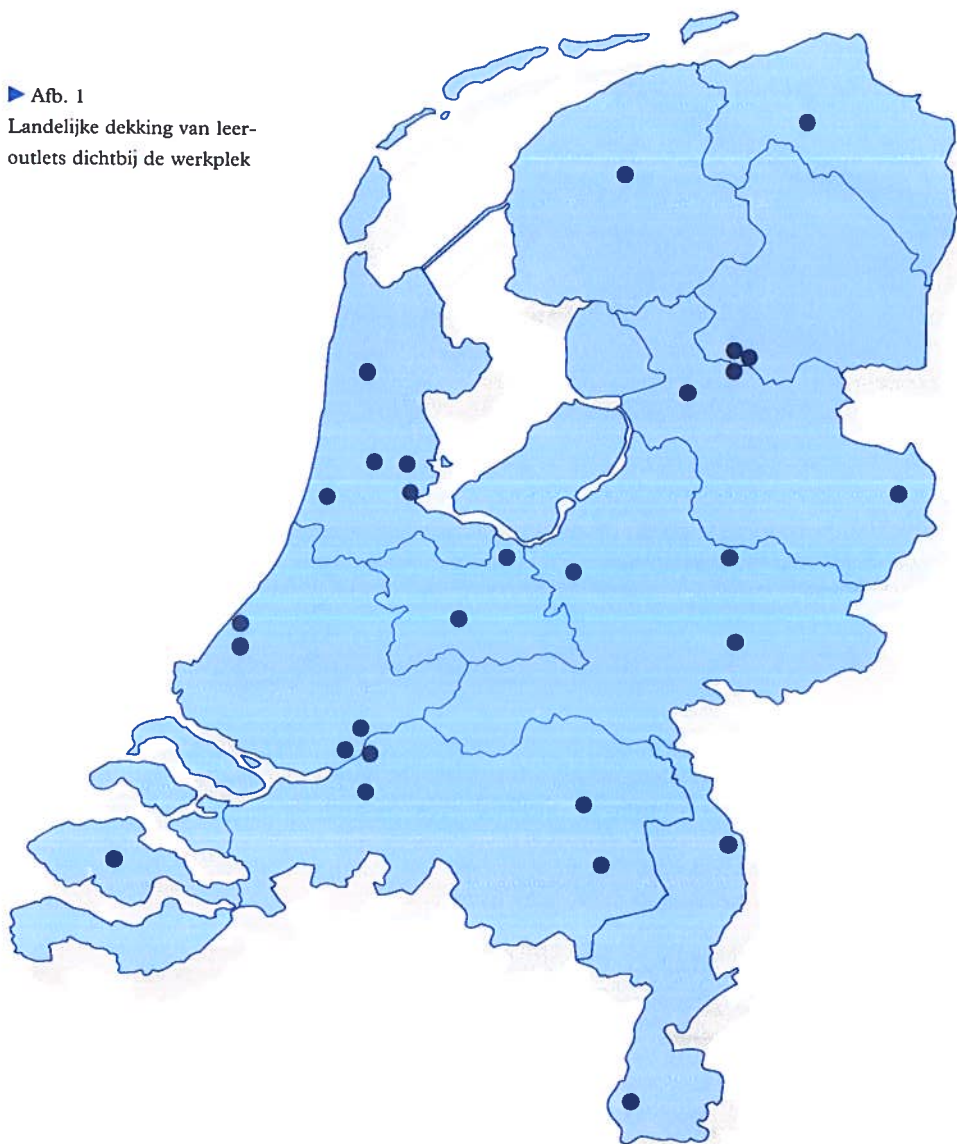 ▶ Afb. 1
Landelijke dekking van leer-
outlets dichtbij de werkplek